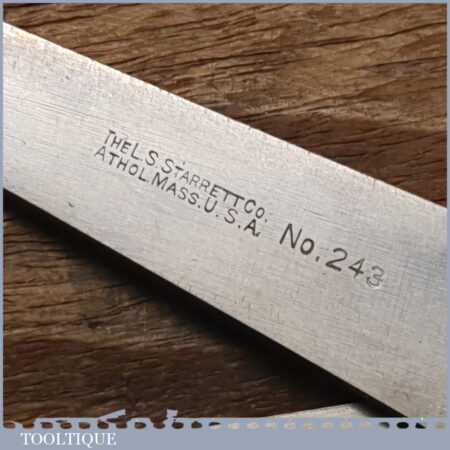 THE L.S. STARRETT CO.
ATHOL. MASS. U.S.A. No. 243
TOOLTIQUE